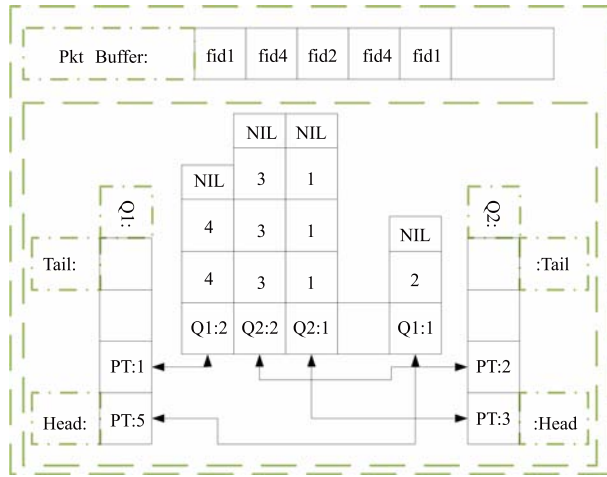 Pkt Buffer: fid1 fid4 fid2 fid4 fid1
NIL NIL
NIL 3 1
Q1: Q2:
4 3 1 NIL
Tail: :Tail
4 3 1 2
Q1:2 Q2:2 Q2:1 Q1:1
PT:1 PT:2
Head: PT:5 PT:3 :Head